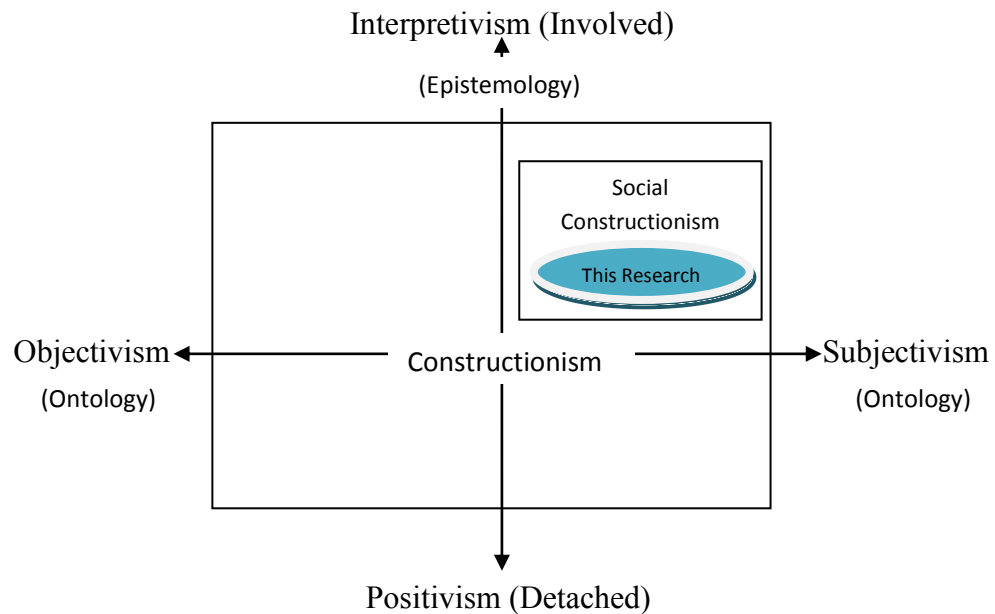 Interpretivism (Involved)
(Epistemology)
Social
Constructionism
This Research
Objectivism
Constructionism
Subjectivism
(Ontology)
(Ontology)
Positivism (Detached)